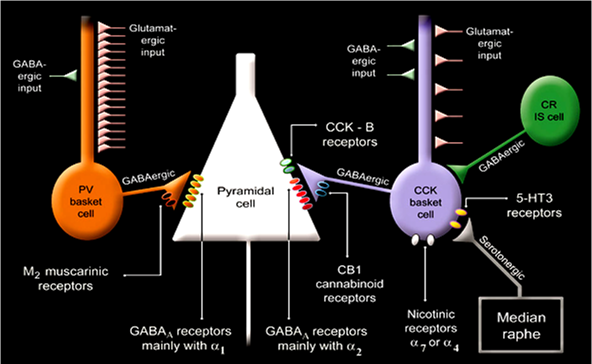 GABA-
ergic
input
Glutamat-
ergic
input
GABA-
ergic
input
Glutamat-
ergic
input
CR
IS cell
CCK - B
receptors
GABAergic
PV
basket
cell
GABAergic
Pyramidal
cell
GABAergic
CCK
basket
cell
5-HT3
receptors
M2 muscarinic
receptors
CB1
cannabinoid
receptors
Serotonergic
GABAA receptors
mainly with α1
GABAA receptors
mainly with α2
Nicotinic
receptors
α7 or α4
Median
raphe